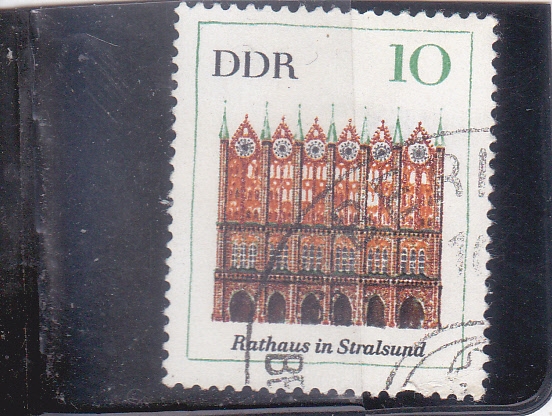 DDR 10
Rathaus in Stralsund